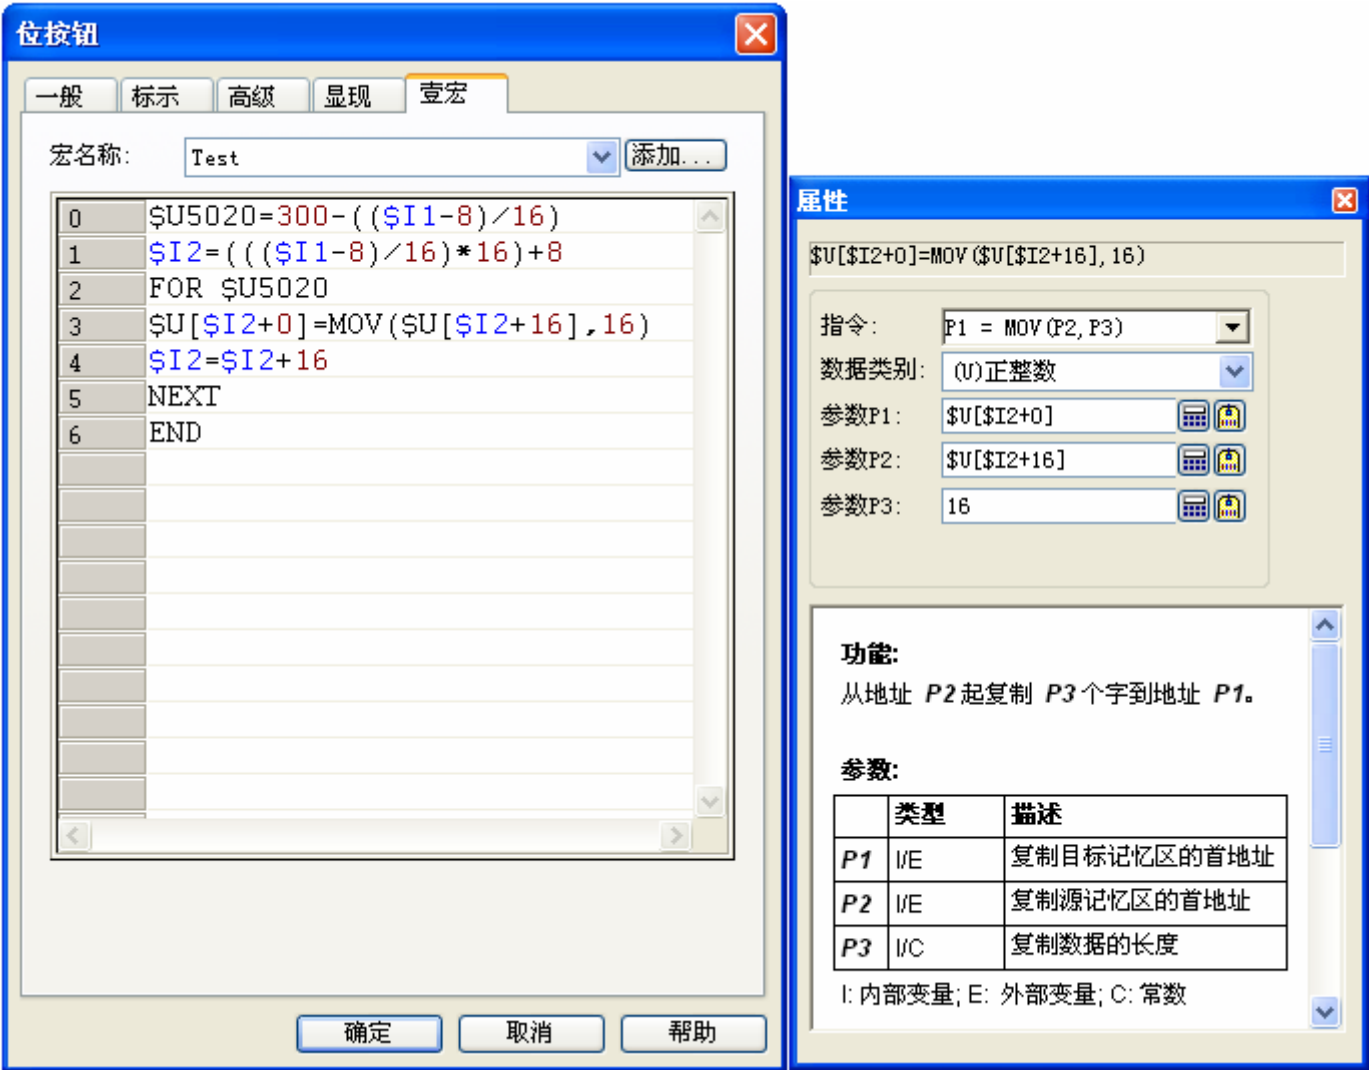 位按钮
一般 标示 高级 显现 壹宏
宏名称: Test 添加...
0 $U5020=300-(($I1-8)/16)
1 $I2=((($I1-8)/16)*16)+8
2 FOR $U5020
3 $U[$I2+0]=MOV($U[$I2+16],16)
4 $I2=$I2+16
5 NEXT
6 END
确定 取消 帮助
属性
$U[$I2+0]=MOV($U[$I2+16],16)
指令: P1 = MOV(P2,P3)
数据类别: (U)正整数
参数P1: $U[$I2+0]
参数P2: $U[$I2+16]
参数P3: 16
功能:
从地址 P2起复制 P3个字到地址 P1。
参数:
类型 描述
P1 I/E 复制目标记忆区的首地址
P2 I/E 复制源记忆区的首地址
P3 I/C 复制数据的长度
I: 内部变量; E: 外部变量; C: 常数